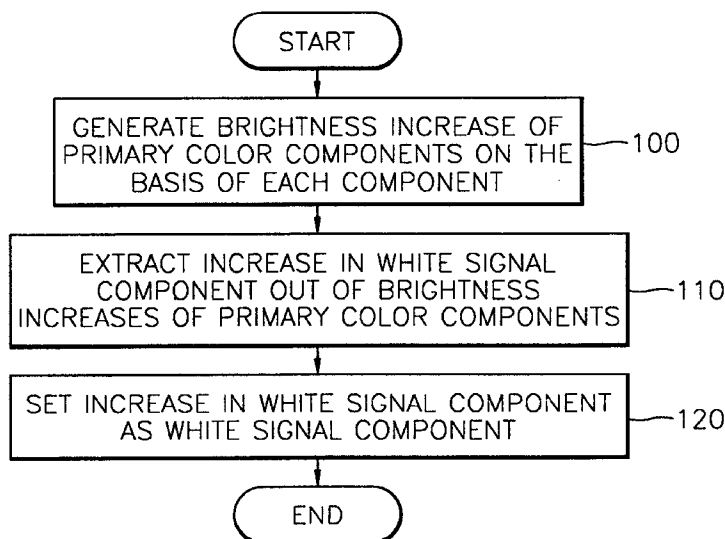 START
GENERATE BRIGHTNESS INCREASE OF
PRIMARY COLOR COMPONENTS ON THE
BASIS OF EACH COMPONENT
100
EXTRACT INCREASE IN WHITE SIGNAL
COMPONENT OUT OF BRIGHTNESS
INCREASES OF PRIMARY COLOR COMPONENTS
110
SET INCREASE IN WHITE SIGNAL COMPONENT
AS WHITE SIGNAL COMPONENT
120
END